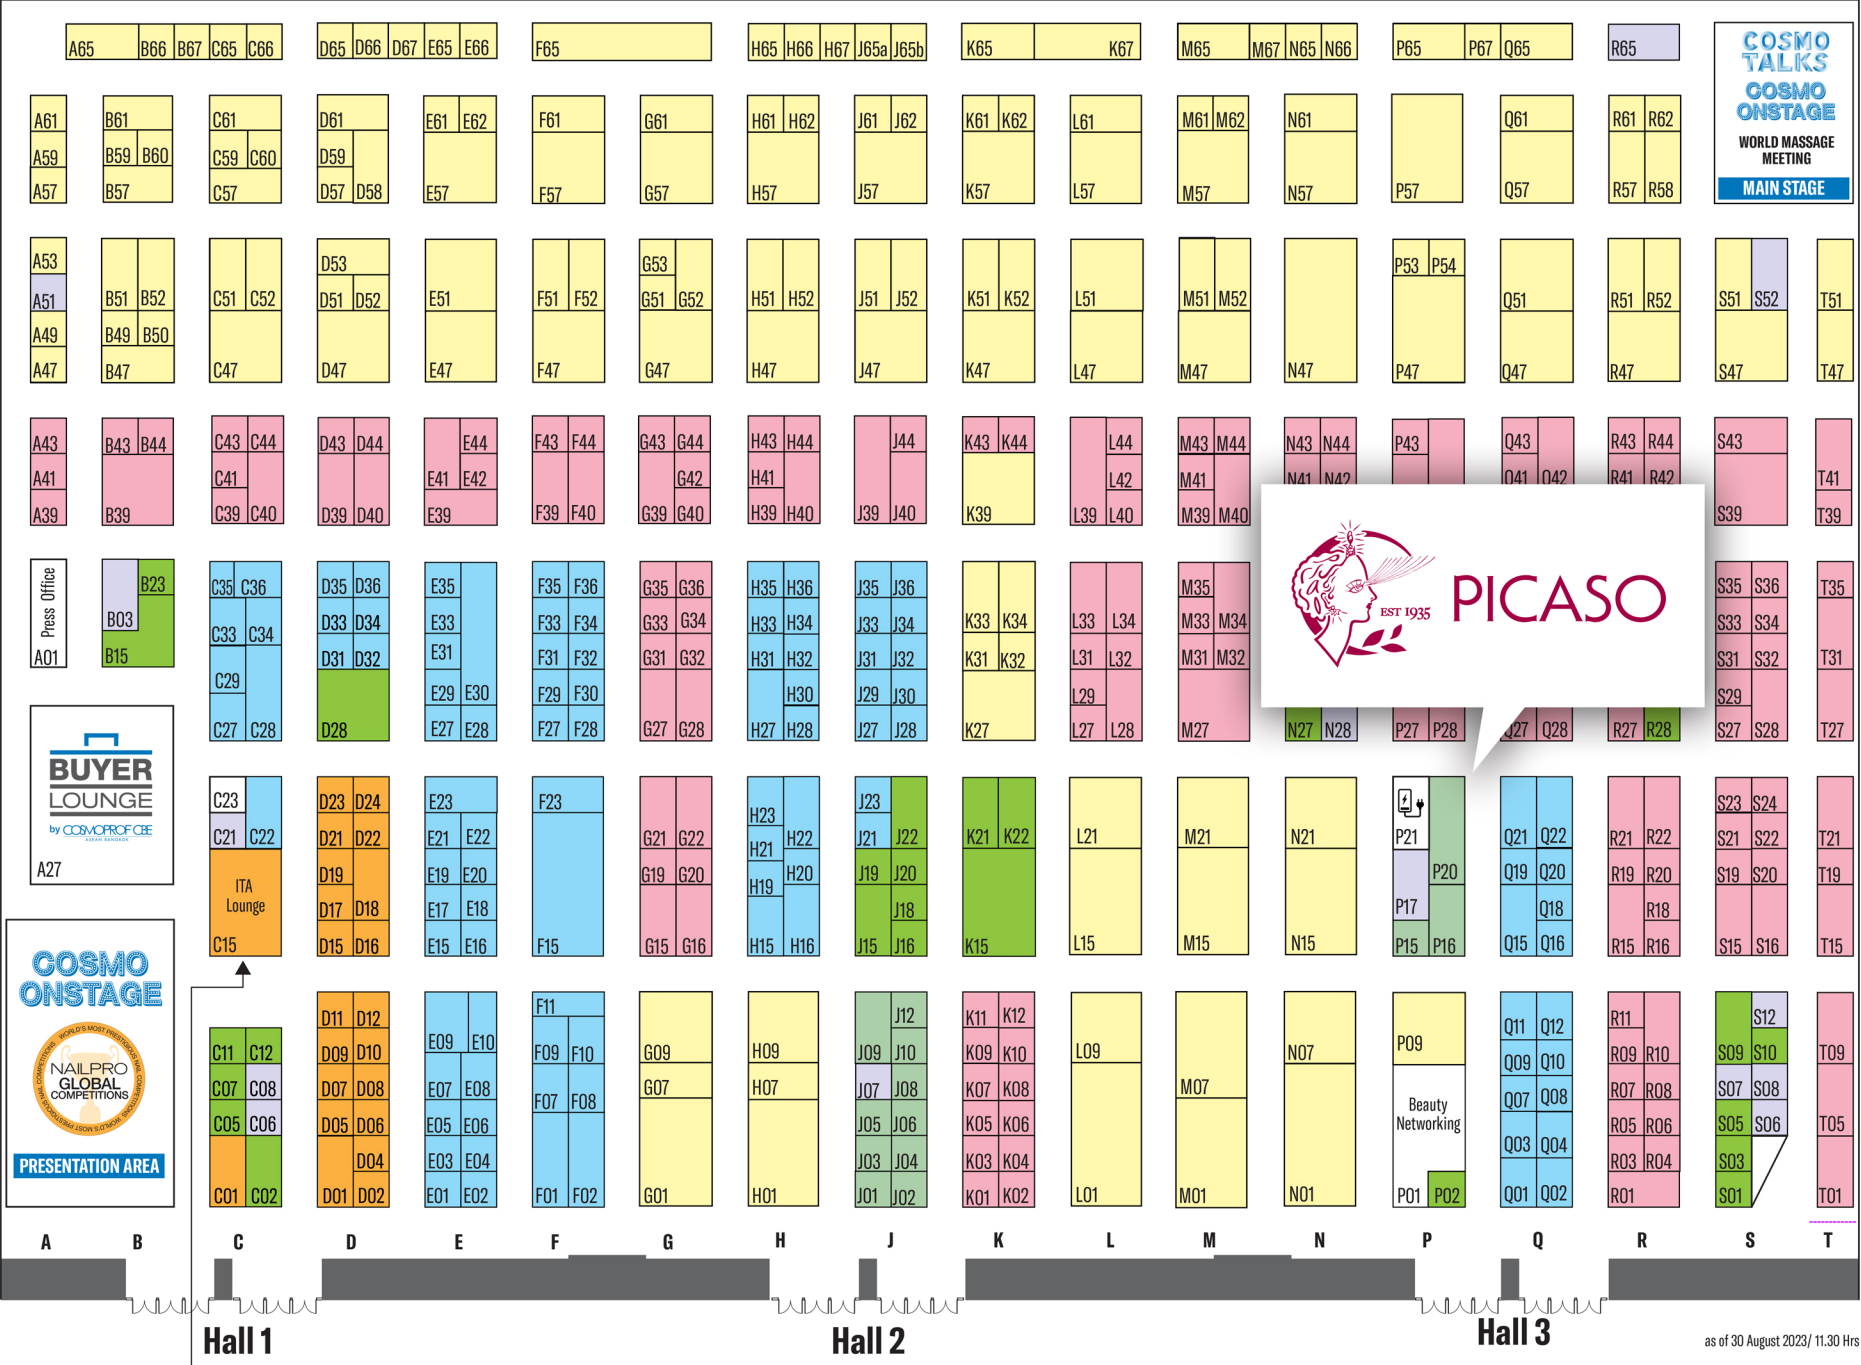 A65 B66 B67 C65 C66 D65 D66 D67 E65 E66 F65 H65 H66 H67 J65a J65b K65 K67 M65 M67 N65 N66 P65 P67 Q65 R65
COSMO
TALKS
COSMO
ONSTAGE
WORLD MASSAGE
MEETING
MAIN STAGE
A61 B61 C61 D61 E61 E62 F61 G61 H61 H62 J61 J62 K61 K62 L61 M61 M62 N61 Q61 R61 R62
A59 B59 B60 C59 C60 D59
A57 B57 C57 D57 D58 E57 F57 G57 H57 J57 K57 L57 M57 N57 P57 Q57 R57 R58
A53 D53 G53 P53 P54
A51 B51 B52 C51 C52 D51 D52 E51 F51 F52 G51 G52 H51 H52 J51 J52 K51 K52 L51 M51 M52 Q51 R51 R52 S51 S52 T51
A49 B49 B50
A47 B47 C47 D47 E47 F47 G47 H47 J47 K47 L47 M47 N47 P47 Q47 R47 S47 T47
A43 B43 B44 C43 C44 D43 D44 E44 F43 F44 G43 G44 H43 H44 J44 K43 K44 L44 M43 M44 N43 N44 P43 Q43 R43 R44 S43
A41 C41 E41 E42 G42 H41 L42 M41 N41 N42 Q41 Q42 R41 R42 T41
A39 B39 C39 C40 D39 D40 E39 F39 F40 G39 G40 H39 H40 J39 J40 K39 L39 L40 M39 M40 S39 T39
EST 1935 PICASO
Press Office
A01
B23
B03
B15
C35 C36 D35 D36 E35 F35 F36 G35 G36 H35 H36 J35 J36 M35 S35 S36 T35
C33 C34 D33 D34 E33 F33 F34 G33 G34 H33 H34 J33 J34 K33 K34 L33 L34 M33 M34 S33 S34
D31 D32 E31 F31 F32 G31 G32 H31 H32 J31 J32 K31 K32 L31 L32 M31 M32 S31 S32 T31
C29 E29 E30 F29 F30 H30 J29 J30 L29 S29
C27 C28 D28 E27 E28 F27 F28 G27 G28 H27 H28 J27 J28 K27 L27 L28 M27 N27 N28 P27 P28 Q27 Q28 R27 R28 S27 S28 T27
BUYER
LOUNGE
by COSMOPROF CBE
ASEAN BANGKOK
A27
C23 D23 D24 E23 F23 H23 J23 S23 S24
C21 C22 D21 D22 E21 E22 G21 G22 H21 H22 J21 J22 K21 K22 L21 M21 N21 P21 Q21 Q22 R21 R22 S21 S22 T21
ITA
Lounge
D19 E19 E20 G19 G20 H19 H20 J19 J20 P20 Q19 Q20 R19 R20 S19 S20 T19
D17 D18 E17 E18 J18 P17 Q18 R18
C15 D15 D16 E15 E16 F15 G15 G16 H15 H16 J15 J16 K15 L15 M15 N15 P15 P16 Q15 Q16 R15 R16 S15 S16 T15
COSMO
ONSTAGE
WORLD'S MOST PRESTIGIOUS NAIL COMPETITIONS
NAILPRO
GLOBAL
COMPETITIONS
PRESENTATION AREA
D11 D12 F11 J12 K11 K12 Q11 Q12 R11 S12
C11 C12 D09 D10 E09 E10 F09 F10 G09 H09 J09 J10 K09 K10 L09 N07 P09 Q09 Q10 R09 R10 S09 S10 T09
C07 C08 D07 D08 E07 E08 F07 F08 G07 H07 J07 J08 K07 K08 M07 Q07 Q08 R07 R08 S07 S08
Beauty
Networking
C05 C06 D05 D06 E05 E06 J05 J06 K05 K06 R05 R06 S05 S06 T05
D04 E03 E04 J03 J04 K03 K04 Q03 Q04 R03 R04 S03
C01 C02 D01 D02 E01 E02 F01 F02 G01 H01 J01 J02 K01 K02 L01 M01 N01 P01 P02 Q01 Q02 R01 S01 T01
A B C D E F G H J K L M N P Q R S T
Hall 1 Hall 2 Hall 3
as of 30 August 2023/ 11.30 Hrs